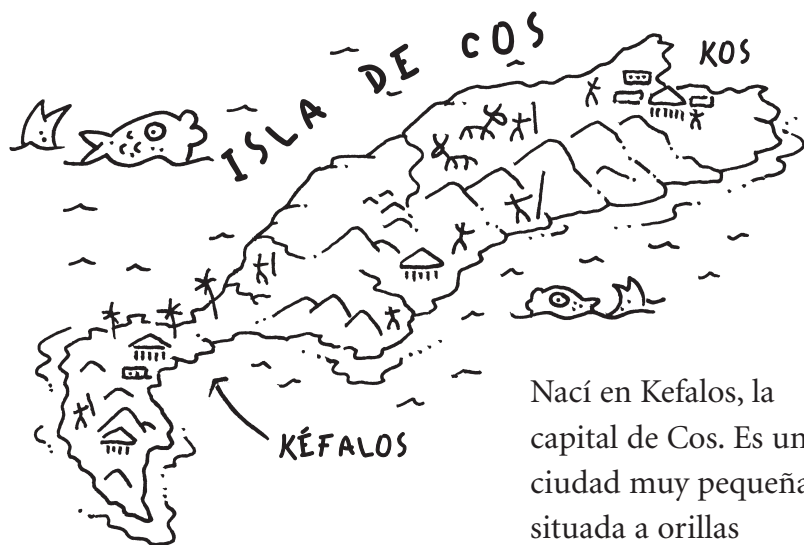 ISLA DE COS
KOS
KÉFALOS
Nací en Kefalos, la
capital de Cos. Es un
ciudad muy pequeña
situada a orillas